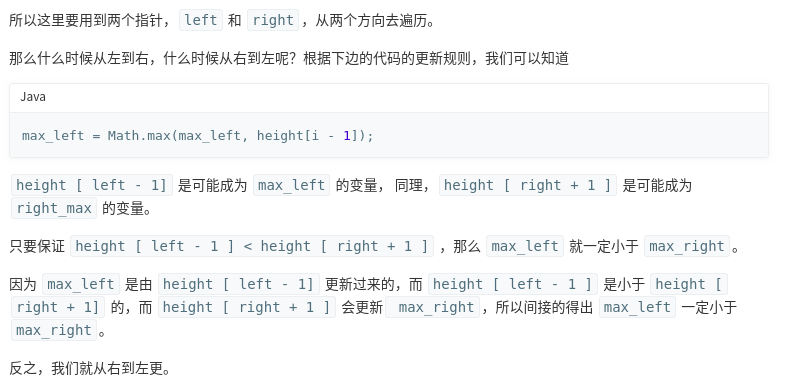 所以这里要用到两个指针， left 和 right ，从两个方向去遍历。
那么什么时候从左到右，什么时候从右到左呢？根据下边的代码的更新规则，我们可以知道
Java
max_left = Math.max(max_left, height[i - 1]);
height [ left - 1] 是可能成为 max_left 的变量， 同理， height [ right + 1 ] 是可能成为
right_max 的变量。
只要保证 height [ left - 1 ] < height [ right + 1 ] ，那么 max_left 就一定小于 max_right 。
因为 max_left 是由 height [ left - 1] 更新过来的，而 height [ left - 1 ] 是小于 height [
right + 1] 的，而 height [ right + 1 ] 会更新 max_right ，所以间接的得出 max_left 一定小于
max_right 。
反之，我们就从右到左更。